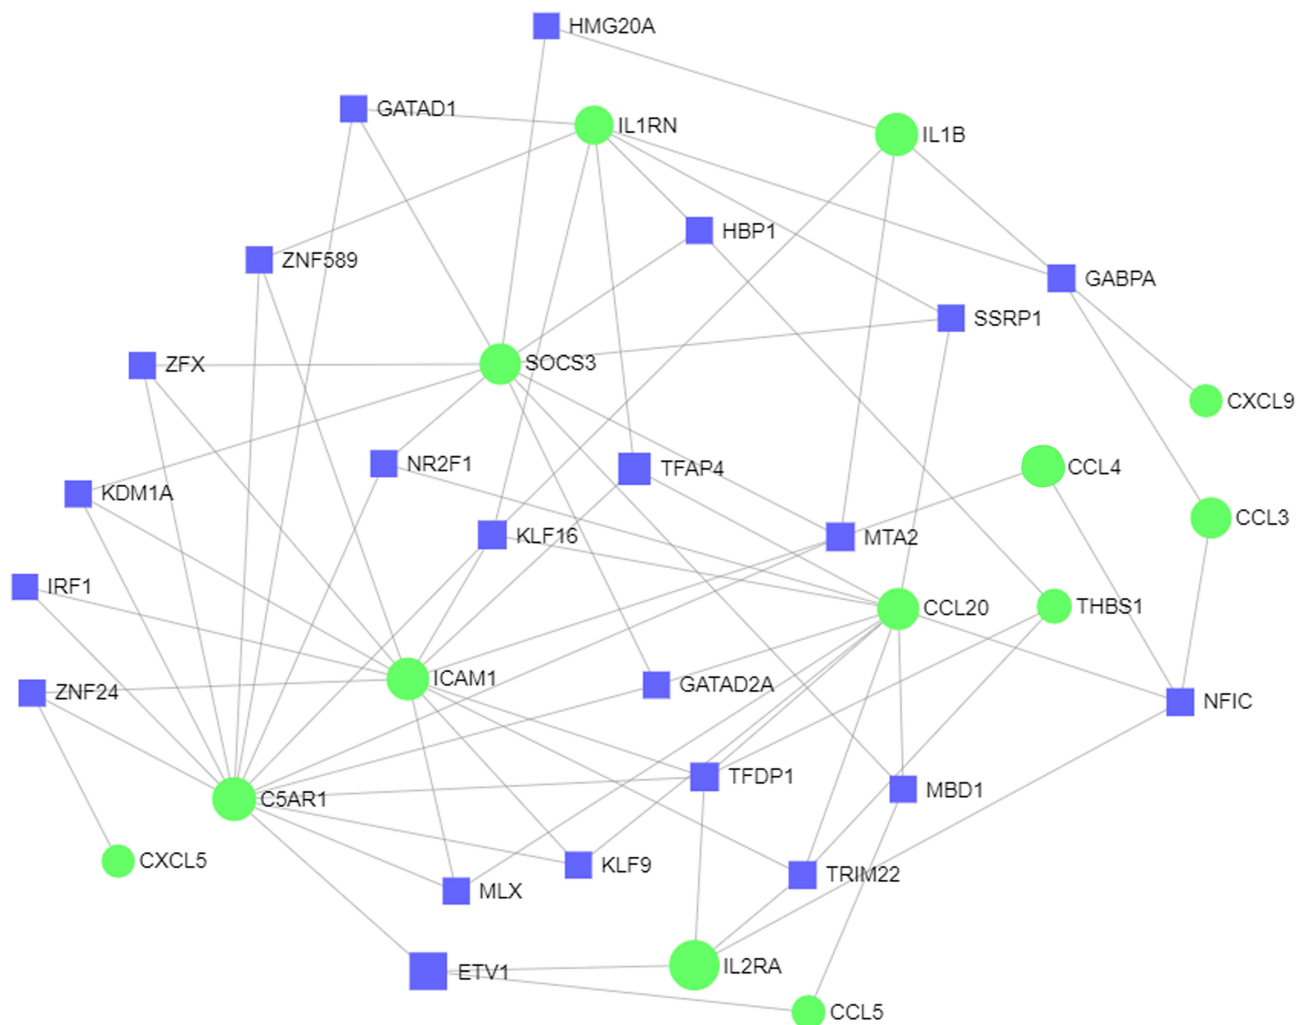 HMG20A
GATAD1
IL1RN
IL1B
HBP1
ZNF589
GABPA
SSRP1
ZFX
SOCS3
CXCL9
NR2F1
TFAP4
CCL4
KDM1A
CCL3
KLF16
MTA2
IRF1
CCL20
THBS1
ICAM1
GATAD2A
ZNF24
NFIC
TFDP1
MBD1
C5AR1
CXCL5
KLF9
TRIM22
MLX
IL2RA
ETV1
CCL5